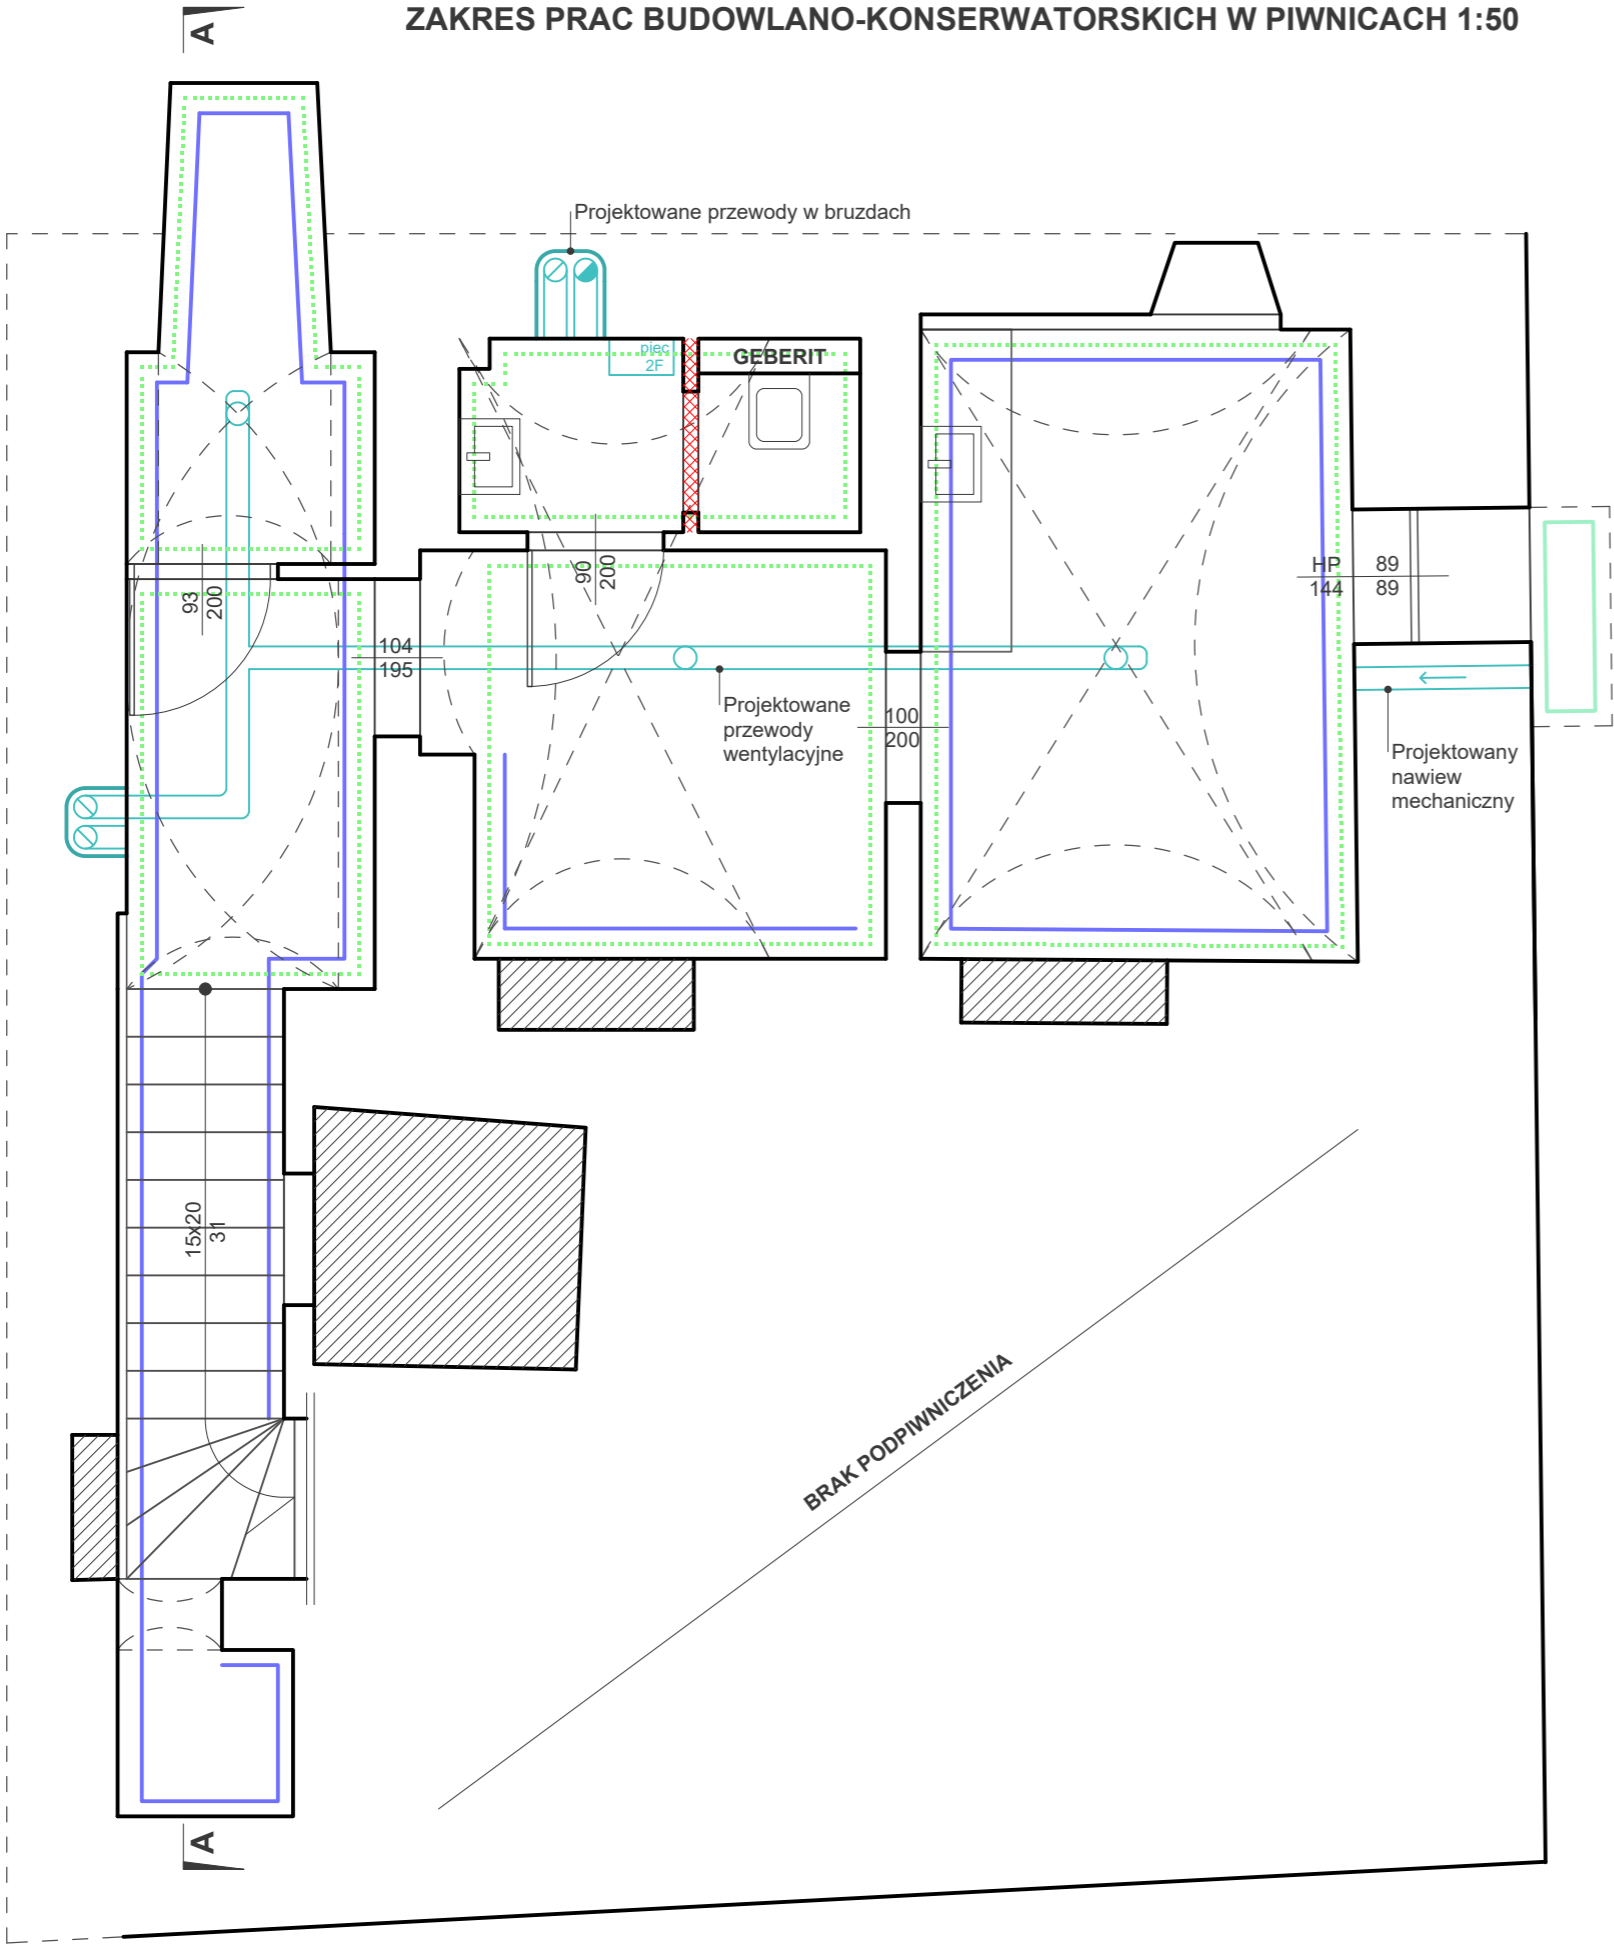 ZAKRES PRAC BUDOWLANO-KONSERWATORSKICH W PIWNICACH 1:50
A
Projektowane przewody w bruzdach
piec
2F
GEBERIT
93
200
90
200
HP 89
144 89
104
195
Projektowane
przewody
wentylacyjne
100
200
Projektowany
nawiew
mechaniczny
15x20
31
BRAK PODPIWNICZENIA
A